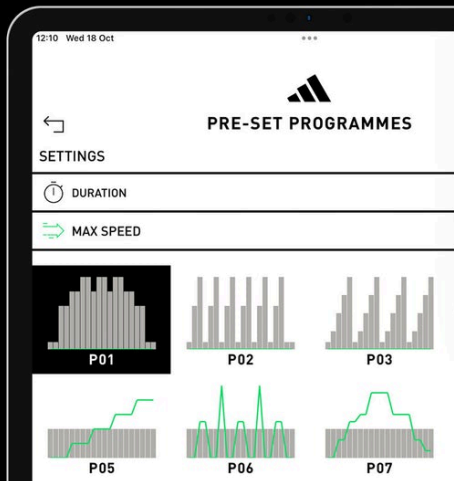 12:10 Wed 18 Oct
PRE-SET PROGRAMMES
SETTINGS
DURATION
MAX SPEED
P01 P02 P03
P05 P06 P07